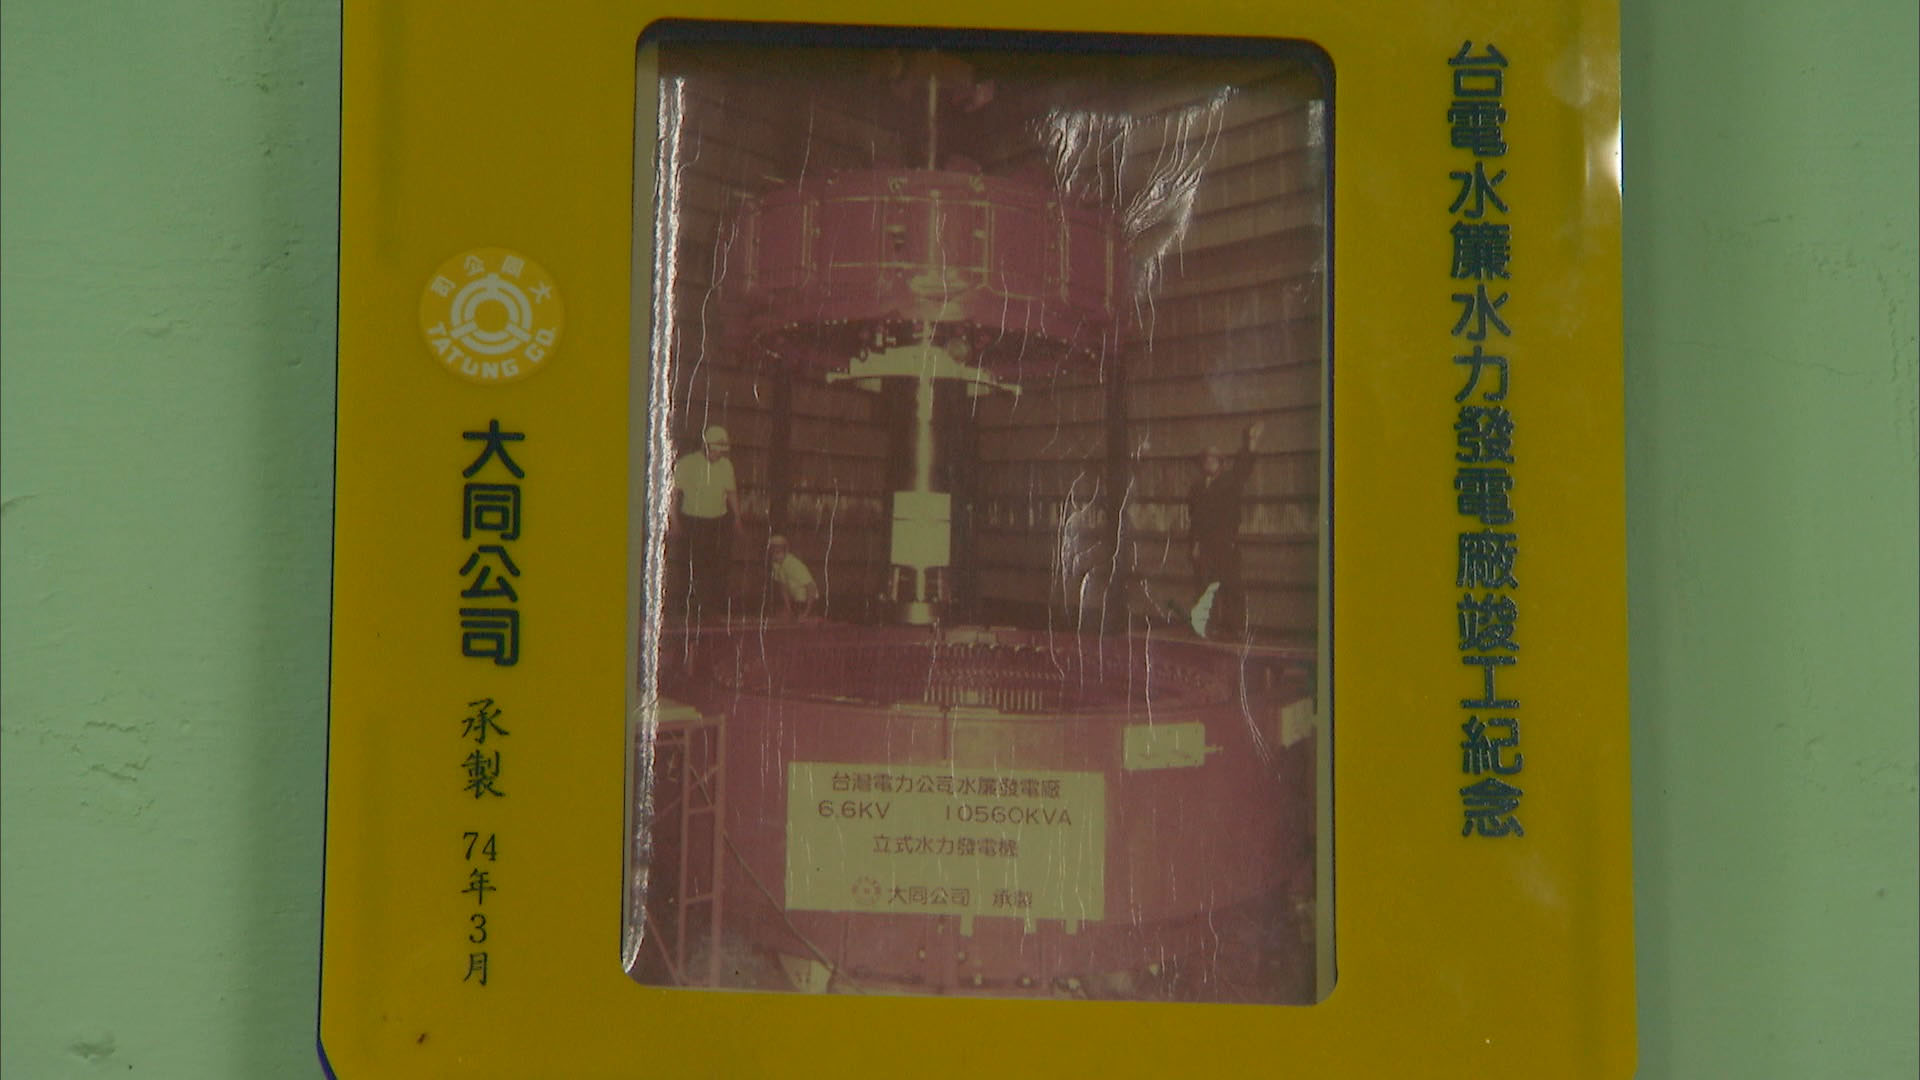 台電水簾水力發電廠竣工紀念
台灣電力公司水簾發電廠
6.6KV 10560KVA
立式水力發電機
大同公司 承製
大同公司
TATUNG CO.
大同公司 承製 74年3月